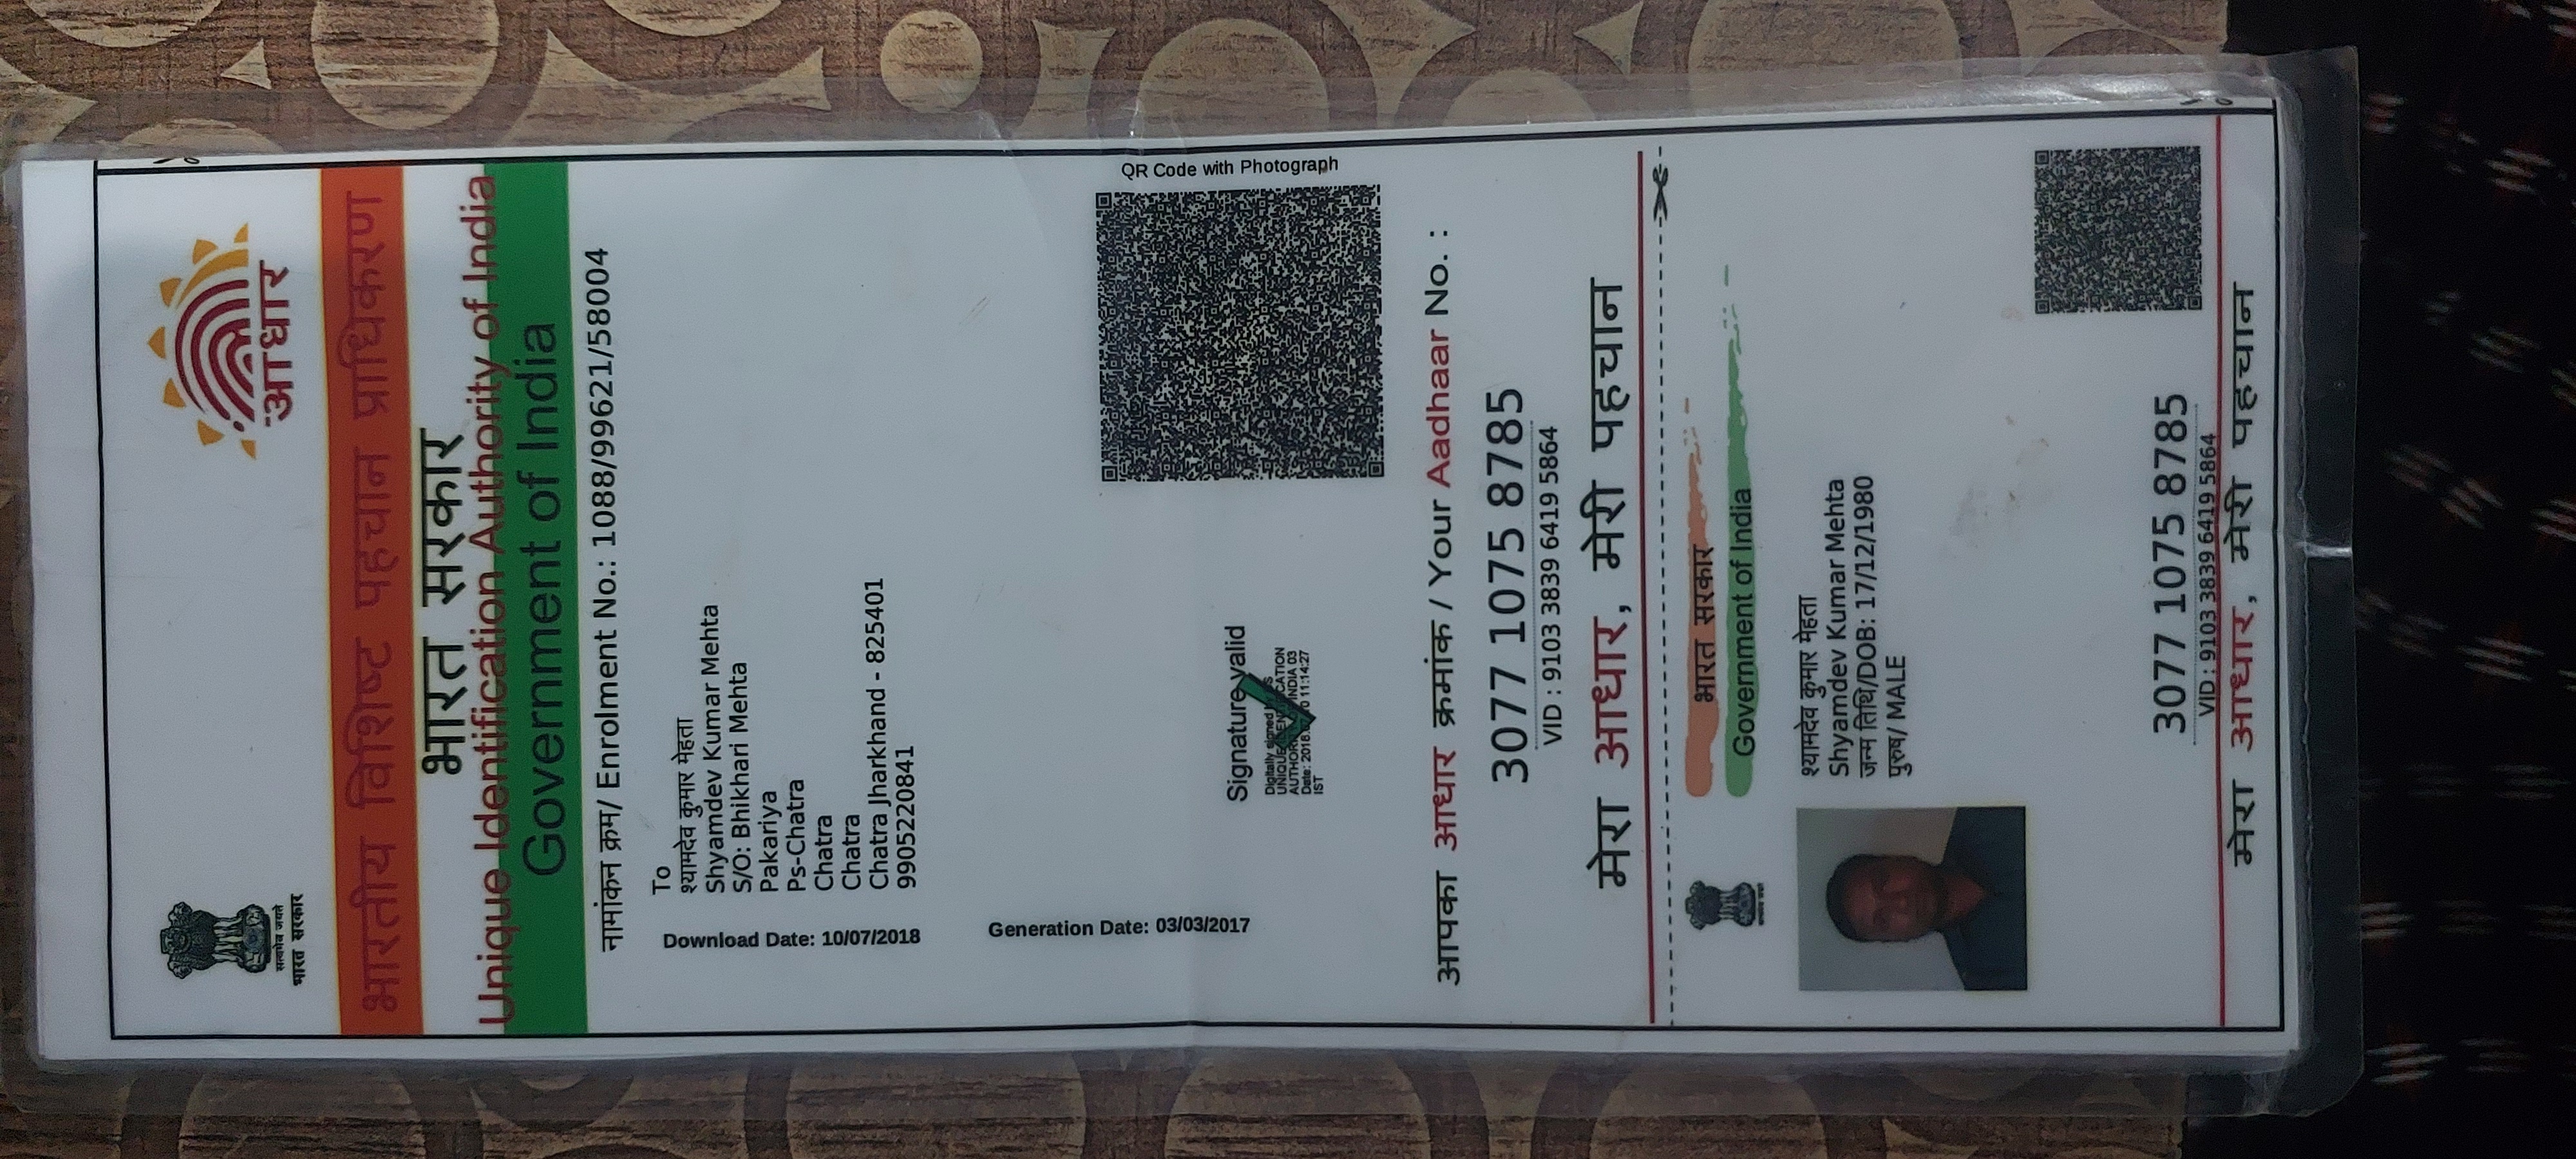 आधार
सत्यमेव जयते
भारत सरकार
भारतीय विशिष्ट पहचान प्राधिकरण
भारत सरकार
Unique Identification Authority of India
Government of India
नामांकन क्रम/ Enrolment No.: 1088/99621/58004
To
श्यामदेव कुमार मेहता
Shyamdev Kumar Mehta
S/O: Bhikhari Mehta
Pakariya
Ps-Chatra
Chatra
Chatra
Chatra Jharkhand - 825401
9905220841
Download Date: 10/07/2018
Generation Date: 03/03/2017
QR Code with Photograph
Signature valid
Digitally signed
IST
आपका आधार क्रमांक / Your Aadhaar No. :
3077 1075 8785
VID : 9103 3839 6419 5864
मेरा आधार, मेरी पहचान
भारत सरकार
Government of India
श्यामदेव कुमार मेहता
Shyamdev Kumar Mehta
जन्म तिथि/DOB: 17/12/1980
पुरुष/ MALE
3077 1075 8785
VID : 9103 3839 6419 5864
मेरा आधार, मेरी पहचान